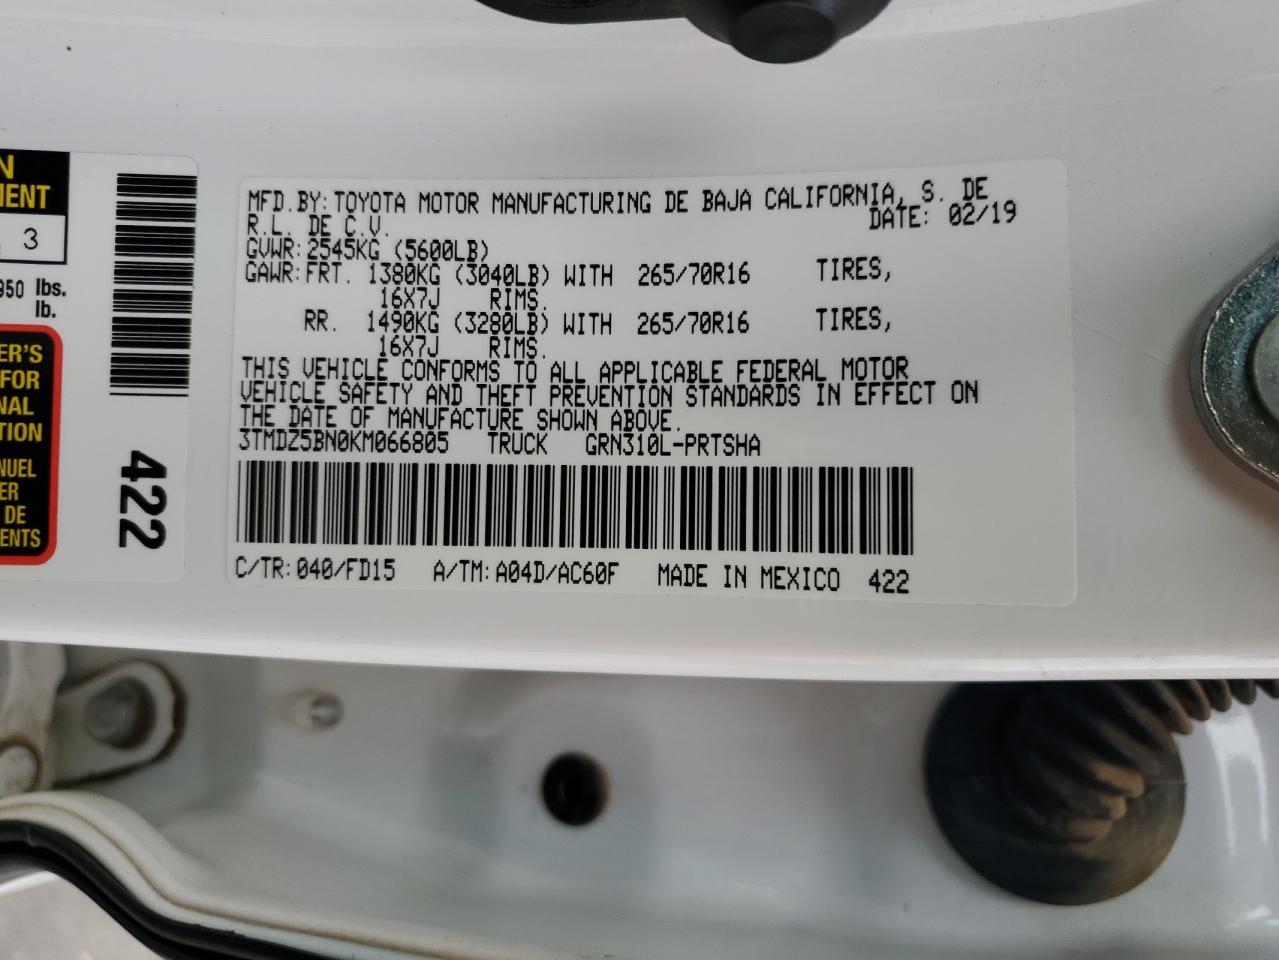 N
MENT
3
950 lbs.
lb.
ER'S
FOR
NAL
TION
NUEL
ER
DE
ENTS
422
MFD.BY:TOYOTA MOTOR MANUFACTURING DE BAJA CALIFORNIA, S. DE
R.L. DE C.V. DATE: 02/19
GVWR:2545KG (5600LB)
GAWR:FRT. 1380KG (3040LB) WITH 265/70R16 TIRES,
16X7J RIMS.
RR. 1490KG (3280LB) WITH 265/70R16 TIRES,
16X7J RIMS.
THIS VEHICLE CONFORMS TO ALL APPLICABLE FEDERAL MOTOR
VEHICLE SAFETY AND THEFT PREVENTION STANDARDS IN EFFECT ON
THE DATE OF MANUFACTURE SHOWN ABOVE.
3TMDZ5BN0KM066805 TRUCK GRN310L-PRTSHA
C/TR:040/FD15 A/TM:A04D/AC60F MADE IN MEXICO 422